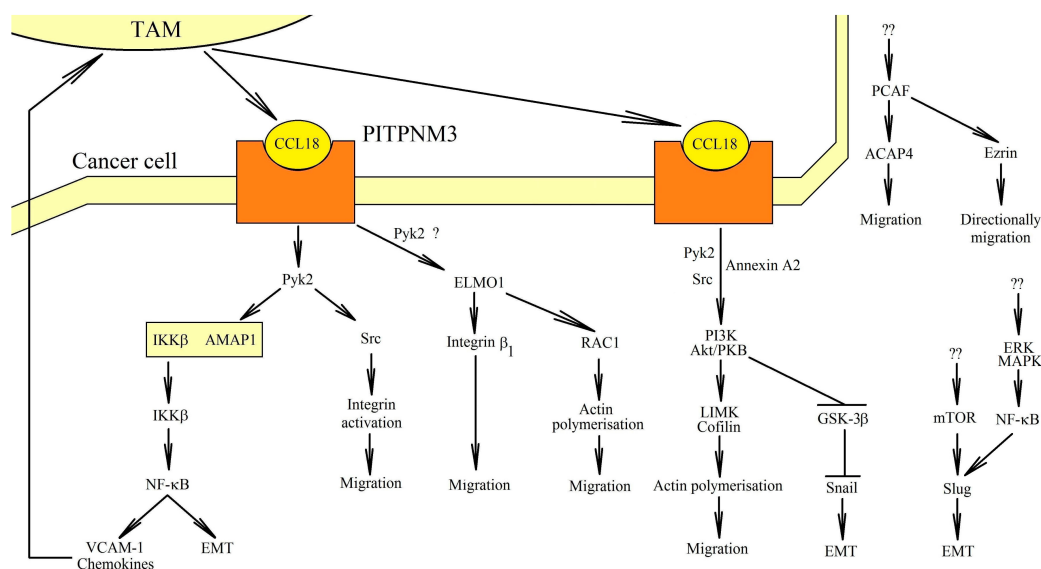 TAM
CCL18
PITPNM3
Cancer cell
CCL18
Pyk2 ?
Pyk2
ELMO1
IKKβ AMAP1
Src
Integrin β1
RAC1
IKKβ
Integrin
activation
Actin
polymerisation
NF-κB
Migration
Migration
Migration
VCAM-1
Chemokines
EMT
Pyk2
Src
Annexin A2
PI3K
Akt/PKB
LIMK
Cofilin
GSK-3β
Actin polymerisation
Snail
Migration
EMT
??
PCAF
ACAP4
Ezrin
Migration
Directionally
migration
??
ERK
MAPK
??
mTOR
NF-κB
Slug
EMT